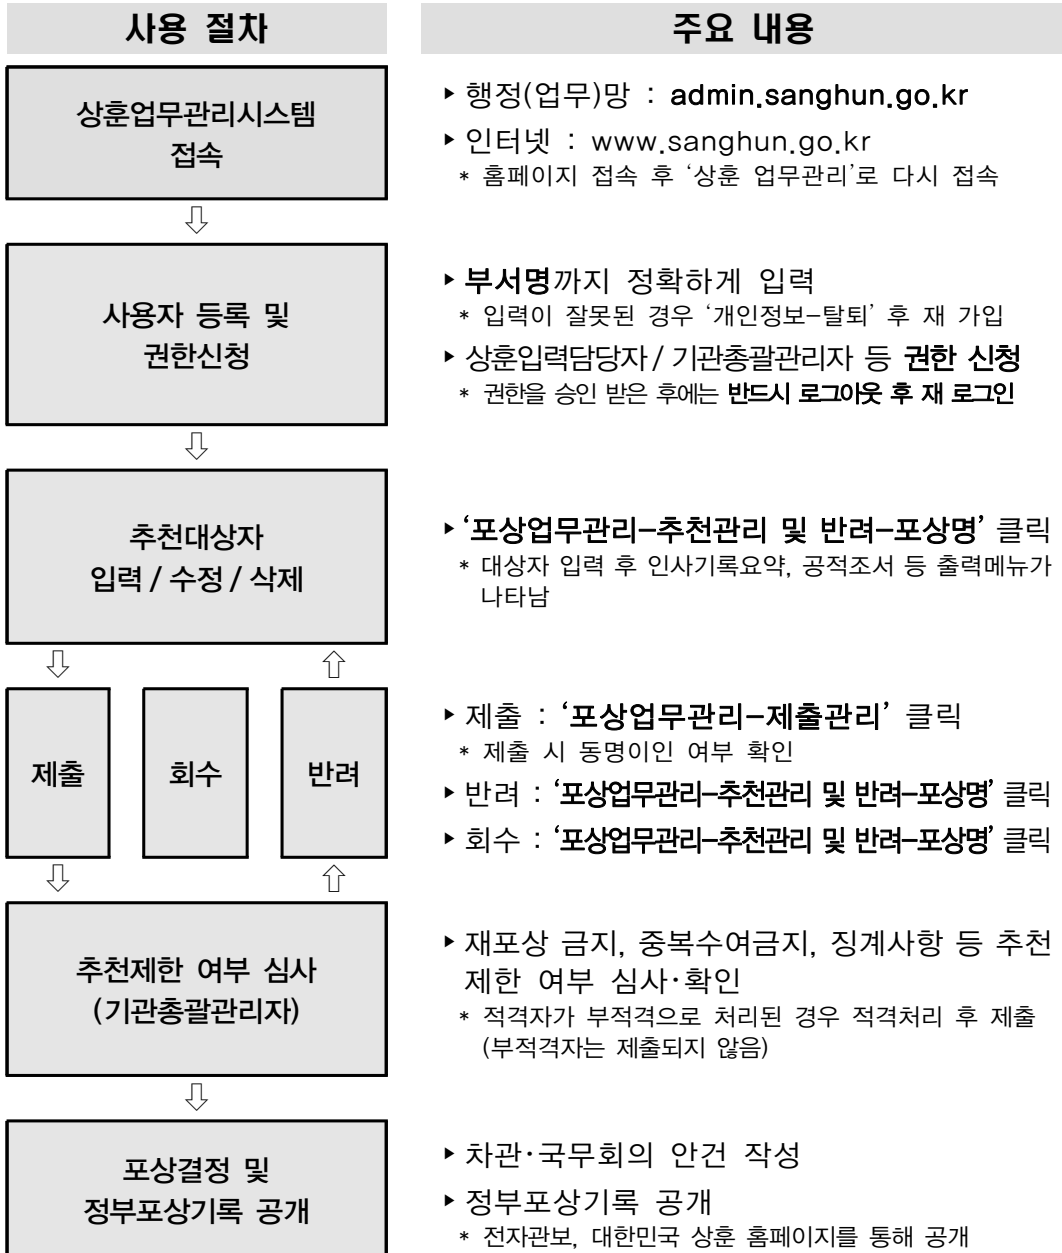 사용 절차
주요 내용
상훈업무관리시스템
접속
▸ 행정(업무)망 : admin.sanghun.go.kr
▸ 인터넷 : www.sanghun.go.kr
* 홈페이지 접속 후 ‘상훈 업무관리’로 다시 접속
⇩
사용자 등록 및
권한신청
▸ 부서명까지 정확하게 입력
* 입력이 잘못된 경우 ‘개인정보-탈퇴’ 후 재 가입
▸ 상훈입력담당자 / 기관총괄관리자 등 권한 신청
* 권한을 승인 받은 후에는 반드시 로그아웃 후 재 로그인
⇩
추천대상자
입력 / 수정 / 삭제
▸ ‘포상업무관리-추천관리 및 반려-포상명’ 클릭
* 대상자 입력 후 인사기록요약, 공적조서 등 출력메뉴가
나타남
⇩ ⇧
제출 회수 반려
▸ 제출 : ‘포상업무관리-제출관리’ 클릭
* 제출 시 동명이인 여부 확인
▸ 반려 : ‘포상업무관리-추천관리 및 반려-포상명’ 클릭
▸ 회수 : ‘포상업무관리-추천관리 및 반려-포상명’ 클릭
⇩ ⇧
추천제한 여부 심사
(기관총괄관리자)
▸ 재포상 금지, 중복수여금지, 징계사항 등 추천
제한 여부 심사·확인
* 적격자가 부적격으로 처리된 경우 적격처리 후 제출
(부적격자는 제출되지 않음)
⇩
포상결정 및
정부포상기록 공개
▸ 차관·국무회의 안건 작성
▸ 정부포상기록 공개
* 전자관보, 대한민국 상훈 홈페이지를 통해 공개